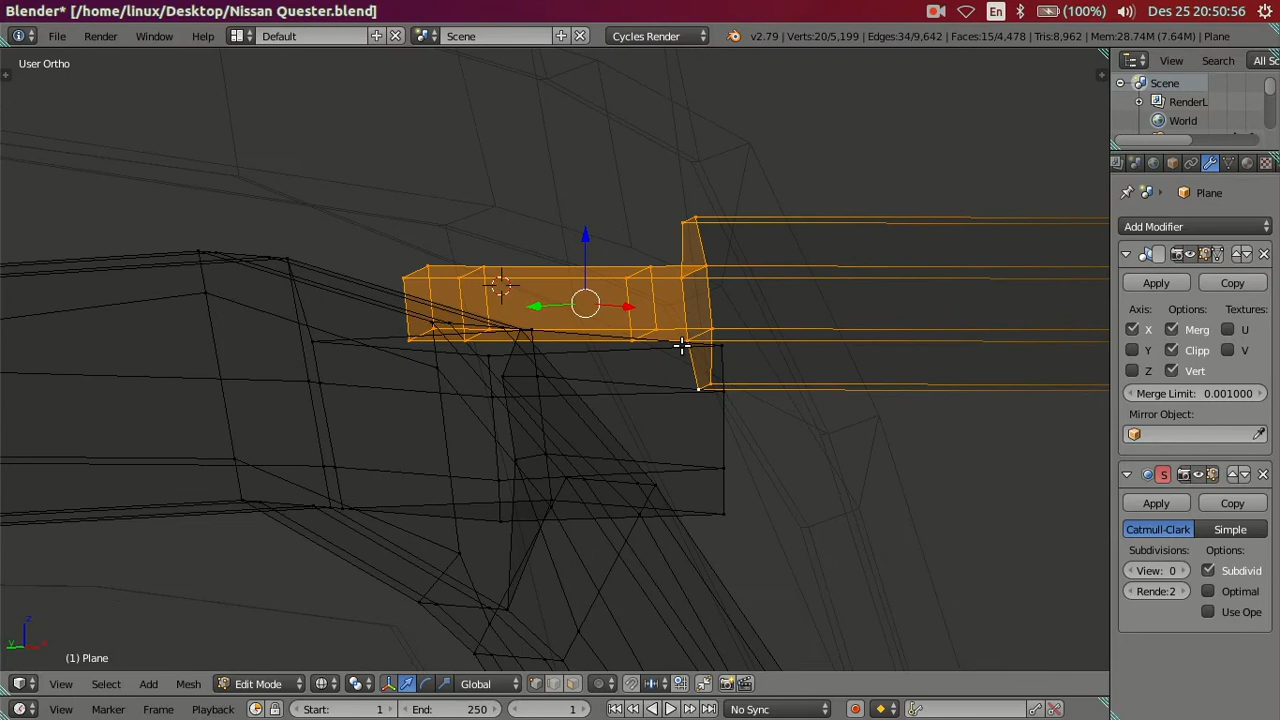 Blender* [/home/linux/Desktop/Nissan Quester.blend] En (100%) Des 25 20:50:56
File Render Window Help Default Scene Cycles Render v2.79 | Verts:20/5,199 | Edges:34/9,642 | Faces:15/4,478 | Tris:8,962 | Mem:28.74M (7.64M) | Plane
User Ortho
View Search All Sc
Scene
RenderL
World
Plane
Add Modifier
Apply Copy
Axis: Options: Textures:
X Merg U
Y Clipp V
Z Vert
Merge Limit: 0.001000
Mirror Object:
S
Apply Copy
Catmull-Clark Simple
Subdivisions: Options:
View: 0 Subdivid
Rende:2 Optimal
Use Ope
z
y x
(1) Plane
View Select Add Mesh Edit Mode Global
View Marker Frame Playback Start: 1 End: 250 1 No Sync